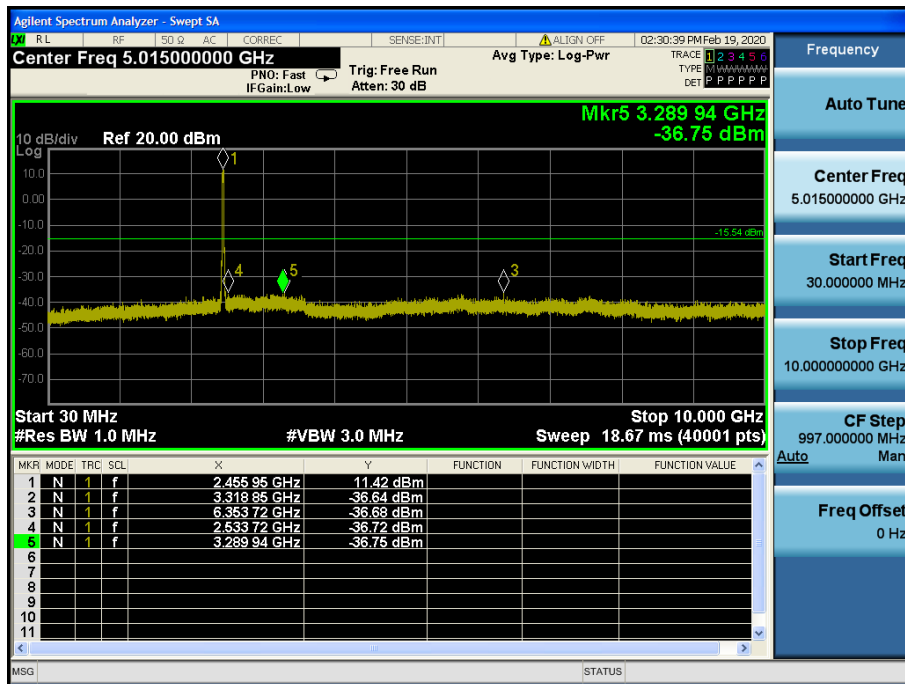 Agilent Spectrum Analyzer - Swept SA
LXI RL RF 50 Ω AC CORREC SENSE:INT ALIGN OFF 02:30:39 PM Feb 19, 2020
Center Freq 5.015000000 GHz
PNO: Fast
IFGain:Low
Trig: Free Run
Atten: 30 dB
Avg Type: Log-Pwr
TRACE 1 2 3 4 5 6
TYPE M W W W W W
DET P P P P P P
Mkr5 3.289 94 GHz
-36.75 dBm
10 dB/div Ref 20.00 dBm
Log
10.0
0.00
-10.0
-20.0
-30.0
-40.0
-50.0
-60.0
-70.0
1
4
5
3
-15.54 dBm
Start 30 MHz Stop 10.000 GHz
#Res BW 1.0 MHz #VBW 3.0 MHz Sweep 18.67 ms (40001 pts)
MKR MODE TRC SCL X Y FUNCTION FUNCTION WIDTH FUNCTION VALUE
1 N 1 f 2.455 95 GHz 11.42 dBm
2 N 1 f 3.318 85 GHz -36.64 dBm
3 N 1 f 6.353 72 GHz -36.68 dBm
4 N 1 f 2.533 72 GHz -36.72 dBm
5 N 1 f 3.289 94 GHz -36.75 dBm
6
7
8
9
10
11
MSG STATUS
Frequency
Auto Tune
Center Freq
5.015000000 GHz
Start Freq
30.000000 MHz
Stop Freq
10.000000000 GHz
CF Step
997.000000 MHz
Auto Man
Freq Offset
0 Hz